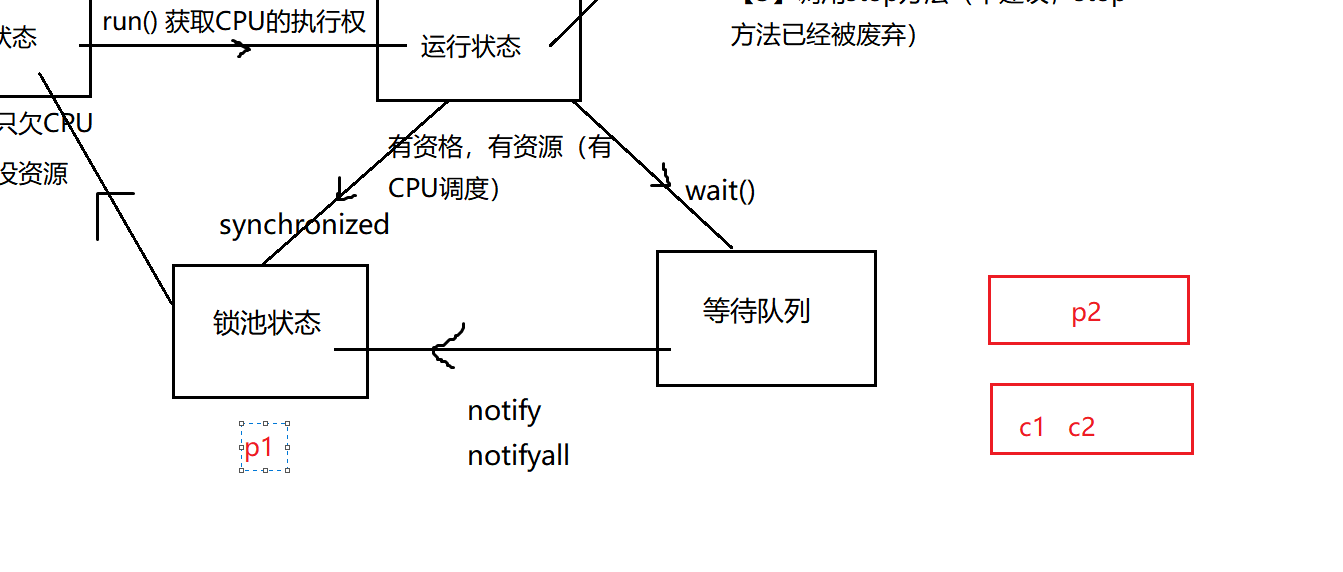 run() 获取CPU的执行权
状态
运行状态
方法已经被废弃）
只欠CPU
没资源
有资格，有资源（有
CPU调度）
wait()
synchronized
锁池状态
等待队列
p2
notify
notifyall
p1
c1 c2